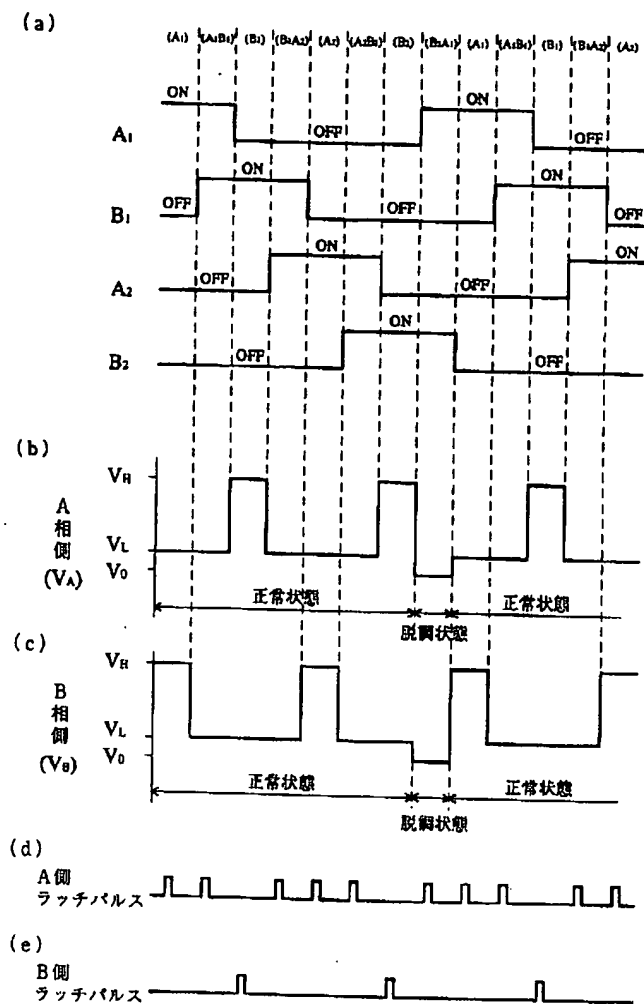 (a)
(A₁) (A₁B₁) (B₁) (B₁A₂) (A₂) (A₂B₂) (B₂) (B₂A₁) (A₁) (A₁B₁) (B₁) (B₁A₂) (A₂)
ON ON
A₁ OFF OFF
ON ON
OFF OFF OFF
B₁
ON ON
OFF OFF
A₂
ON
OFF OFF
B₂
(b)
VH
A
相
側
(VA)
VL
V₀
正常状態 正常状態
脱調状態
(c)
VH
B
相
側
(VB)
VL
V₀
正常状態 正常状態
脱調状態
(d)
A側
ラッチパルス
(e)
B側
ラッチパルス